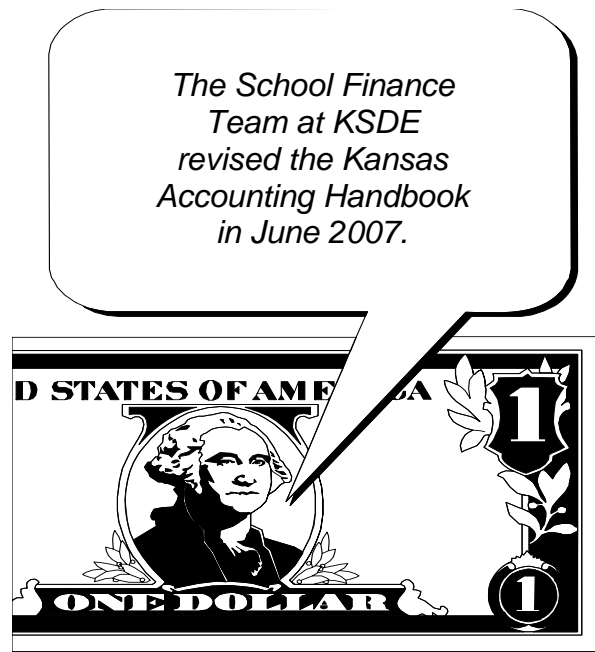 The School Finance
Team at KSDE
revised the Kansas
Accounting Handbook
in June 2007.
D STATES OF AME CA
1
ONE DOLLAR
1